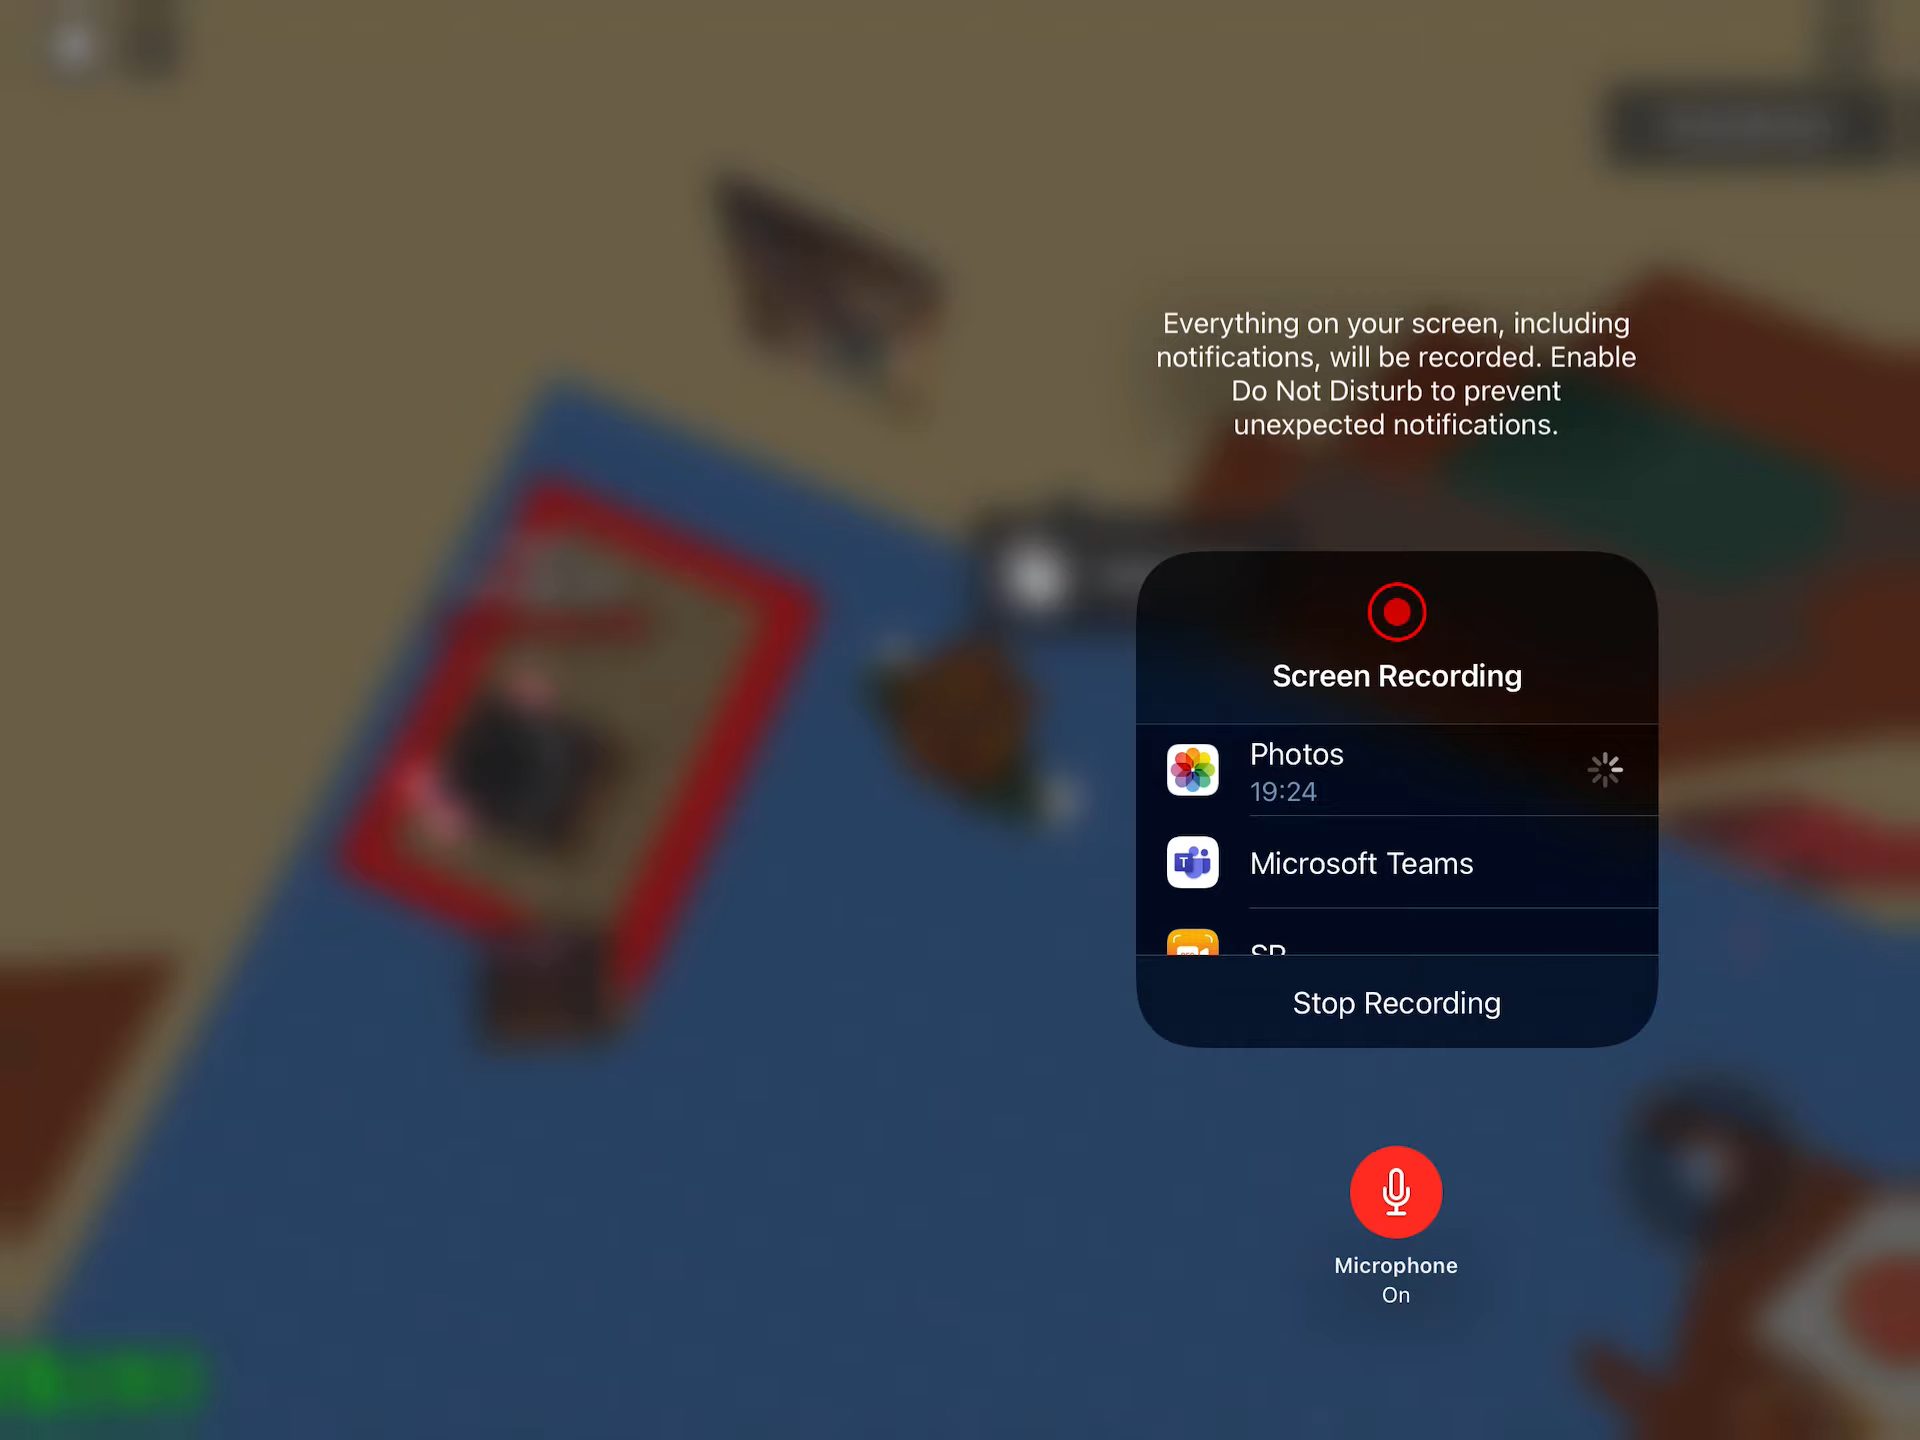 Everything on your screen, including
notifications, will be recorded. Enable
Do Not Disturb to prevent
unexpected notifications.
Screen Recording
Photos
19:24
Microsoft Teams
Stop Recording
Microphone
On